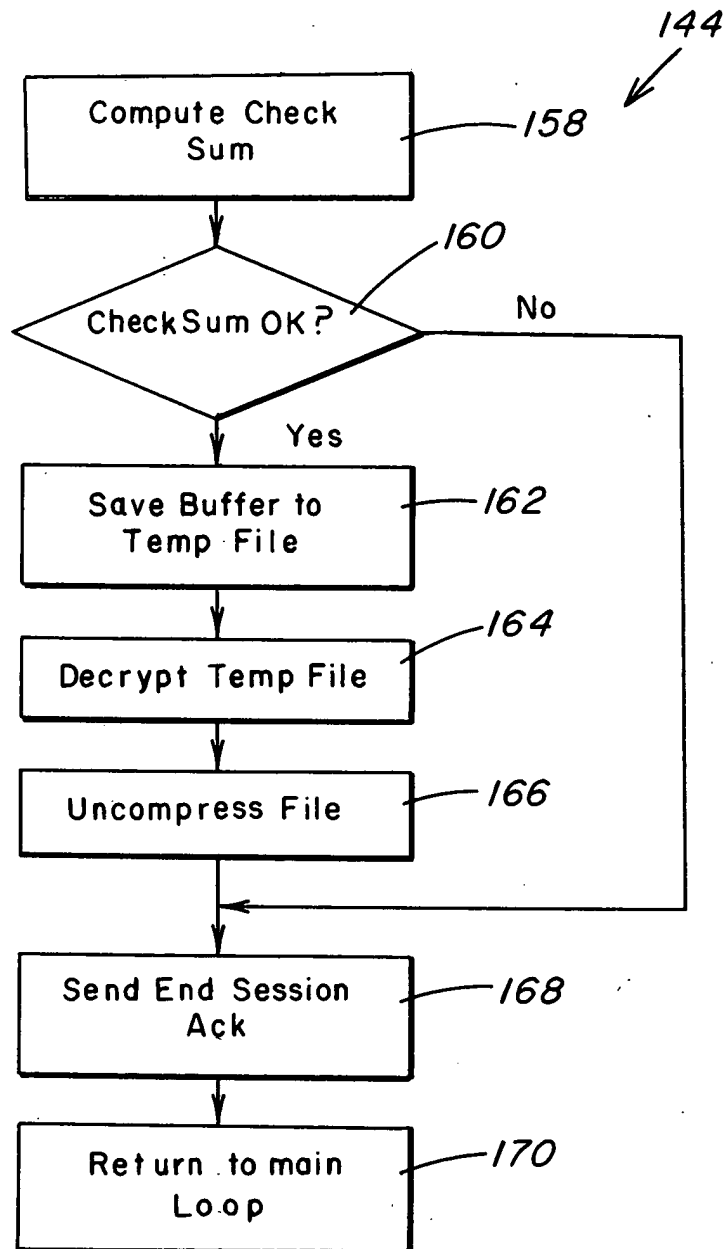 144
Compute Check
Sum
158
160
CheckSum OK?
No
Yes
Save Buffer to
Temp File
162
164
Decrypt Temp File
Uncompress File
166
Send End Session
Ack
168
Return to main
Loop
170